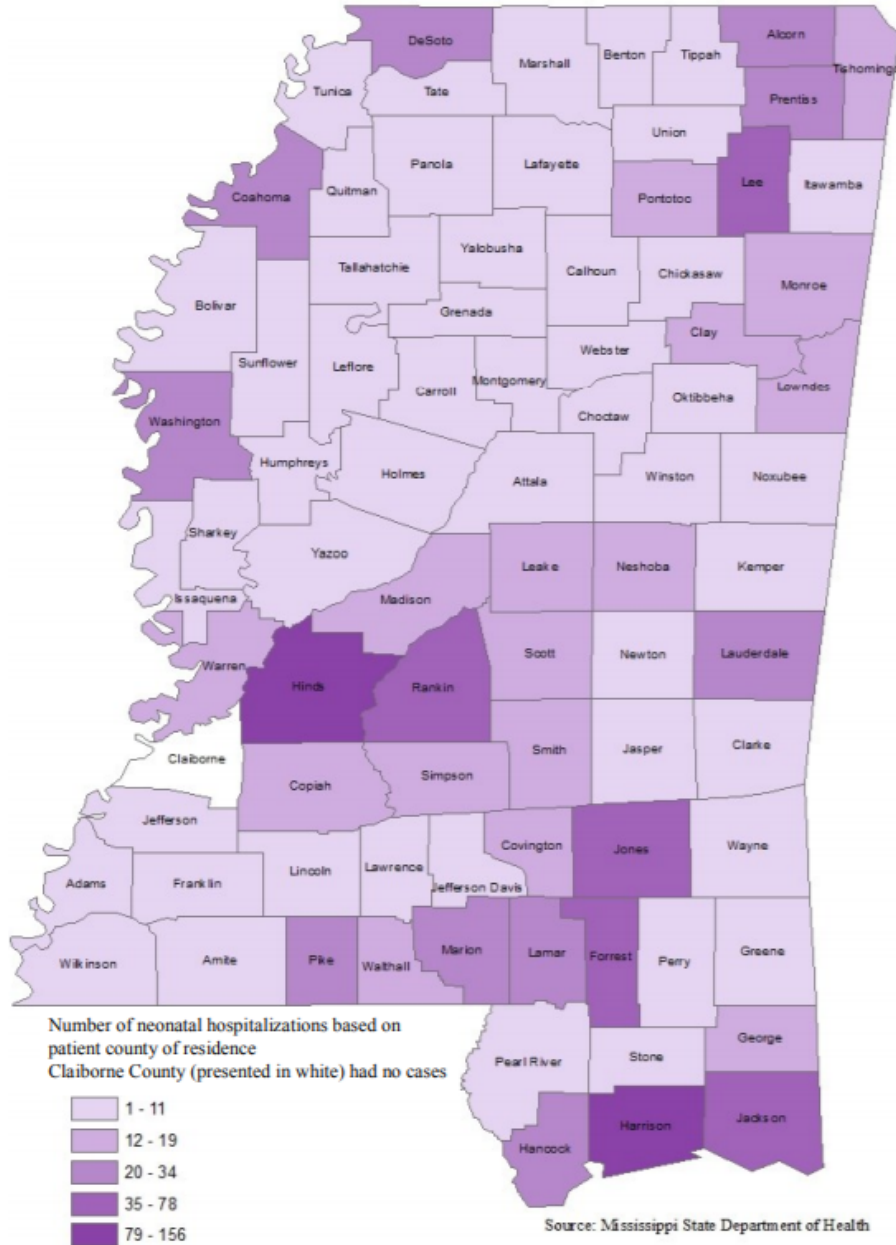 DeSoto
Marshall
Benton
Tippah
Alcorn
Tishomingo
Tunica
Tate
Prentiss
Union
Panola
Lafayette
Quitman
Coahoma
Pontotoc
Lee
Itawamba
Yalobusha
Tallahatchie
Calhoun
Chickasaw
Monroe
Bolivar
Grenada
Clay
Sunflower
Leflore
Webster
Carroll
Montgomery
Lowndes
Oktibbeha
Choctaw
Washington
Humphreys
Holmes
Attala
Winston
Noxubee
Sharkey
Yazoo
Leake
Neshoba
Kemper
Issaquena
Madison
Warren
Scott
Newton
Lauderdale
Hinds
Rankin
Claiborne
Smith
Jasper
Clarke
Copiah
Simpson
Jefferson
Covington
Jones
Wayne
Lincoln
Lawrence
Adams
Franklin
Jefferson Davis
Wilkinson
Amite
Pike
Walthall
Marion
Lamar
Forrest
Perry
Greene
Number of neonatal hospitalizations based on
patient county of residence
Claiborne County (presented in white) had no cases
Pearl River
Stone
George
Hancock
Harrison
Jackson
1 - 11
12 - 19
20 - 34
35 - 78
79 - 156
Source: Mississippi State Department of Health